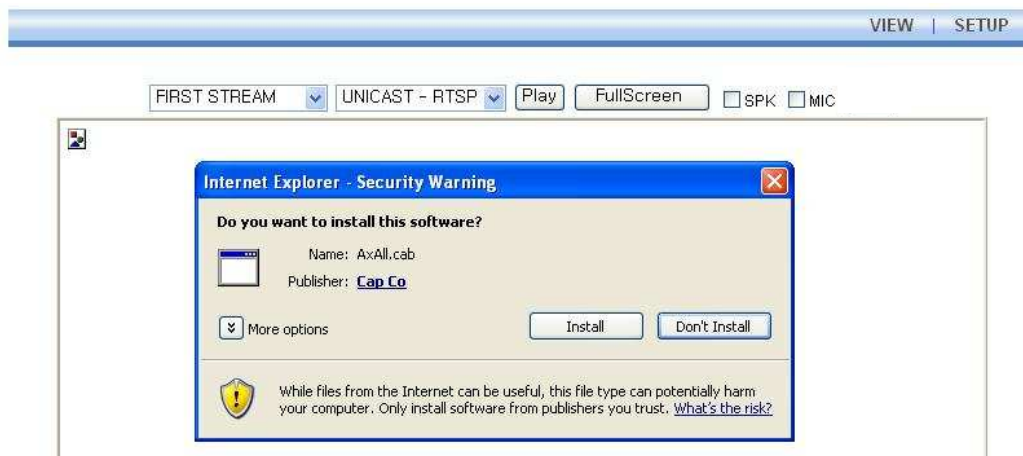 VIEW | SETUP
FIRST STREAM UNICAST - RTSP Play FullScreen SPK MIC
Internet Explorer - Security Warning
Do you want to install this software?
Name: AxAll.cab
Publisher: Cap Co
More options Install Don't Install
While files from the Internet can be useful, this file type can potentially harm
your computer. Only install software from publishers you trust. What's the risk?